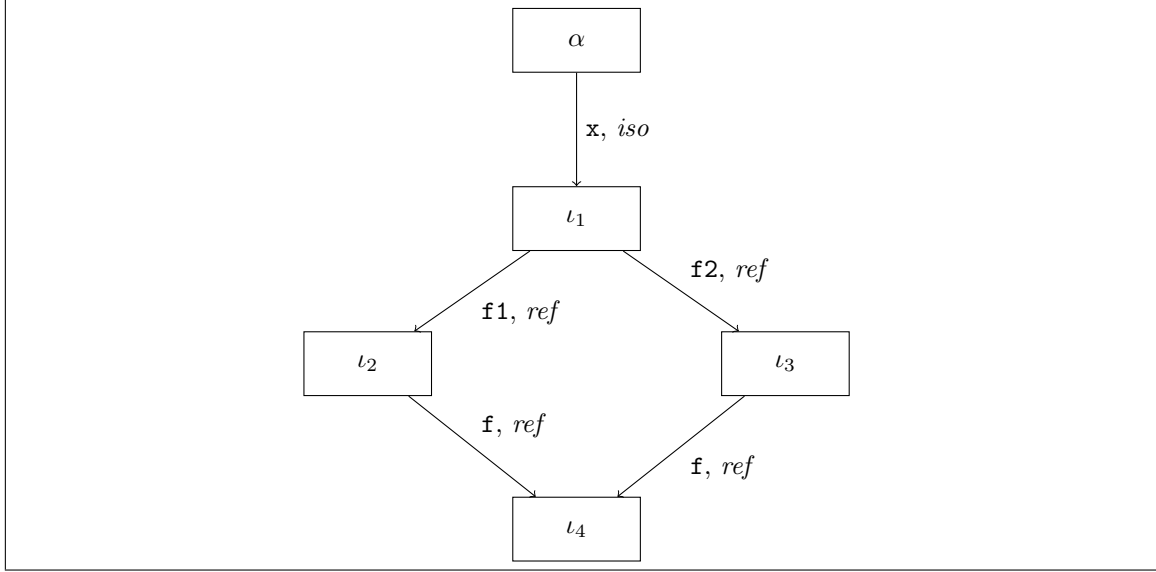 α
x, iso
ι₁
f1, ref
f2, ref
ι₂
ι₃
f, ref
f, ref
ι₄